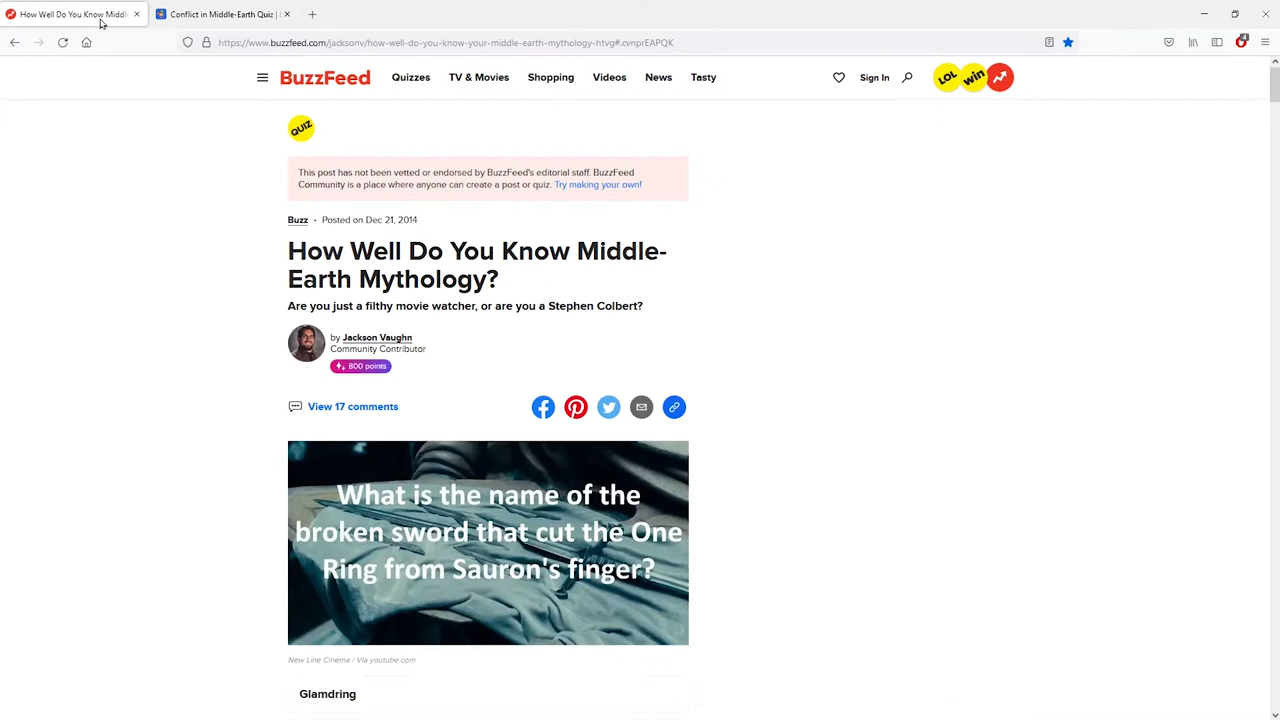 How Well Do You Know Middl
Conflict in Middle-Earth Quiz |
https://www.buzzfeed.com/jacksonv/how-well-do-you-know-your-middle-earth-mythology-htvg#.cvnprEAPQK
4
BuzzFeed
Quizzes
TV & Movies
Shopping
Videos
News
Tasty
Sign In
LOL
win
QUIZ
This post has not been vetted or endorsed by BuzzFeed's editorial staff. BuzzFeed
Community is a place where anyone can create a post or quiz. Try making your own!
Buzz · Posted on Dec 21, 2014
How Well Do You Know Middle-
Earth Mythology?
Are you just a filthy movie watcher, or are you a Stephen Colbert?
by Jackson Vaughn
Community Contributor
800 points
View 17 comments
What is the name of the
broken sword that cut the One
Ring from Sauron's finger?
New Line Cinema / Via youtube.com
Glamdring